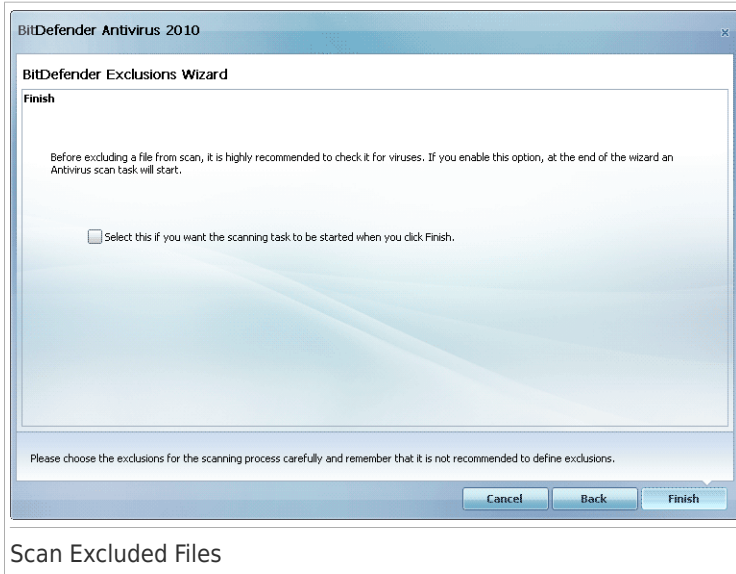 BitDefender Antivirus 2010
x
BitDefender Exclusions Wizard
Finish
Before excluding a file from scan, it is highly recommended to check it for viruses. If you enable this option, at the end of the wizard an
Antivirus scan task will start.
Select this if you want the scanning task to be started when you click Finish.
Please choose the exclusions for the scanning process carefully and remember that it is not recommended to define exclusions.
Cancel Back Finish
Scan Excluded Files